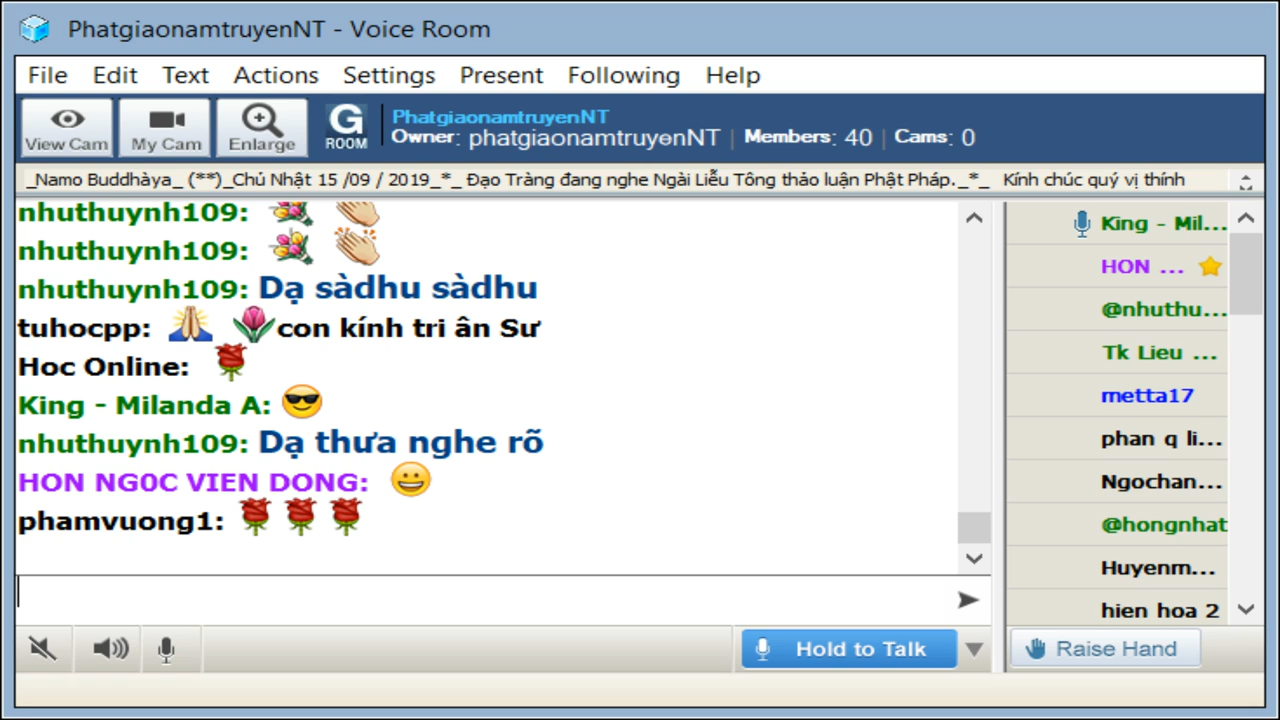 PhatgiaonamtruyenNT - Voice Room
File Edit Text Actions Settings Present Following Help
View Cam My Cam Enlarge G ROOM
PhatgiaonamtruyenNT
Owner: phatgiaonamtruyenNT | Members: 40 | Cams: 0
_Namo Buddhàya_ (**)_Chủ Nhật 15 /09 / 2019_*_ Đạo Tràng đang nghe Ngài Liễu Tông thảo luận Phật Pháp._*_ Kính chúc quý vị thính
nhuthuynh109:
nhuthuynh109:
nhuthuynh109: Dạ sàdhu sàdhu
tuhocpp: con kính tri ân Sư
Hoc Online:
King - Milanda A:
nhuthuynh109: Dạ thưa nghe rõ
HON NG0C VIEN DONG:
phamvuong1:
King - Mil...
HON ...
@nhuthu...
Tk Lieu ...
metta17
phan q li...
Ngochan...
@hongnhat
Huyenm...
hien hoa 2
Hold to Talk
Raise Hand